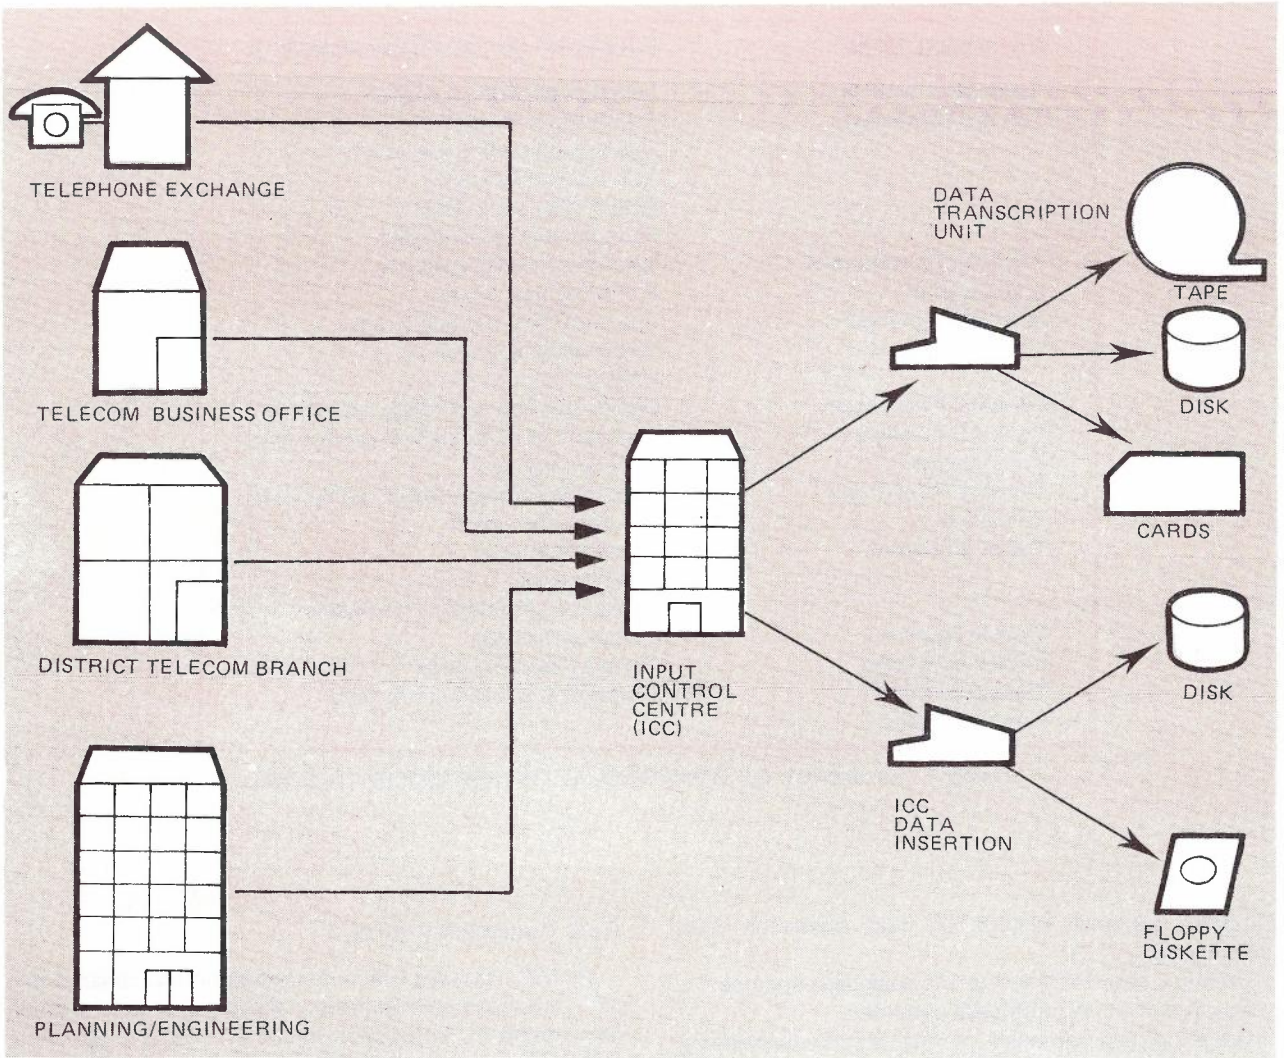 TELEPHONE EXCHANGE
TELECOM BUSINESS OFFICE
DISTRICT TELECOM BRANCH
PLANNING/ENGINEERING
INPUT
CONTROL
CENTRE
(ICC)
DATA
TRANSCRIPTION
UNIT
TAPE
DISK
CARDS
ICC
DATA
INSERTION
DISK
FLOPPY
DISKETTE